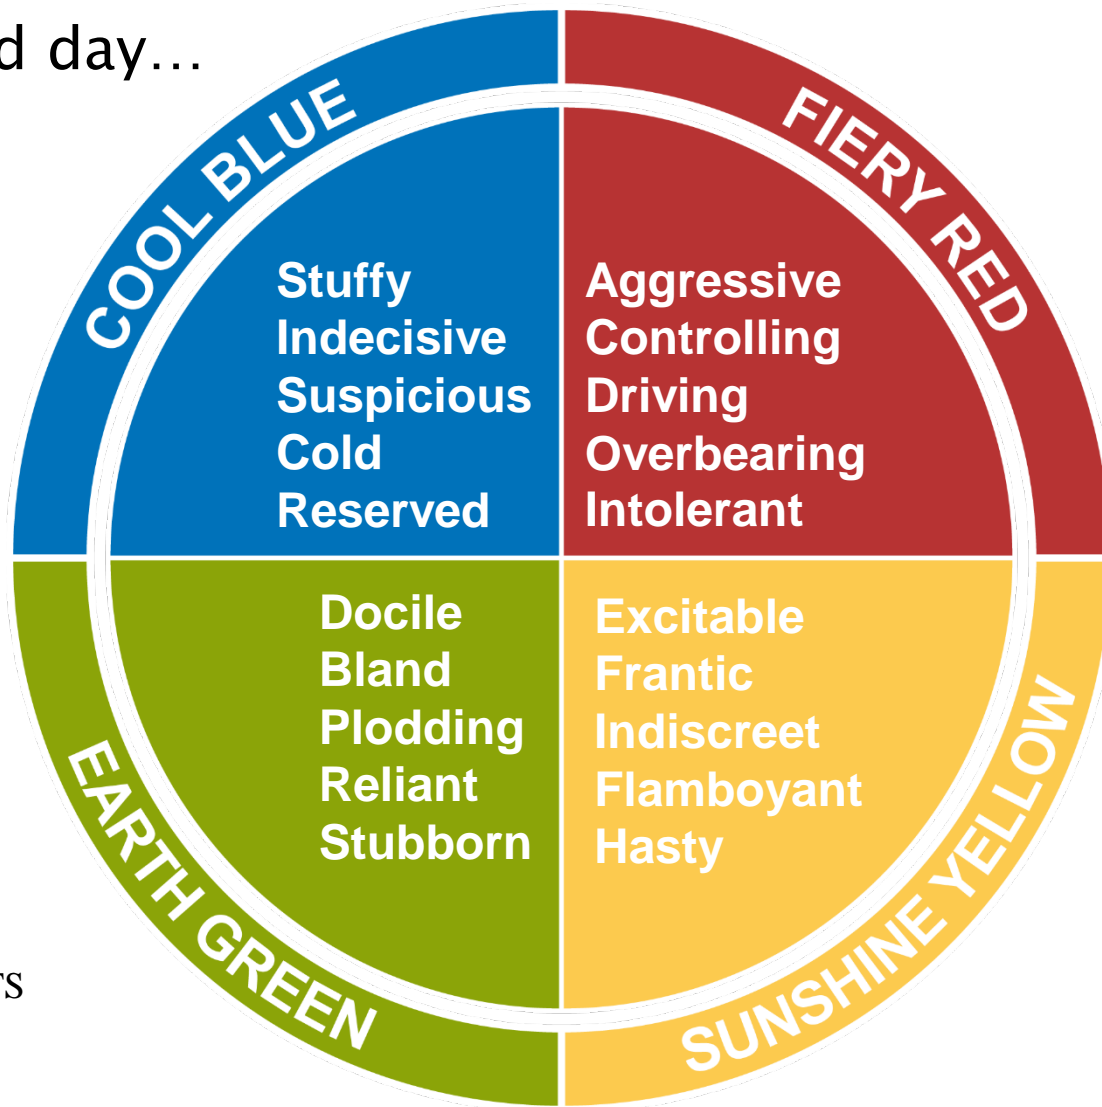 d day...
COOL BLUE
Stuffy
Indecisive
Suspicious
Cold
Reserved
FIERY RED
Aggressive
Controlling
Driving
Overbearing
Intolerant
EARTH GREEN
Docile
Bland
Plodding
Reliant
Stubborn
SUNSHINE YELLOW
Excitable
Frantic
Indiscreet
Flamboyant
Hasty
rs